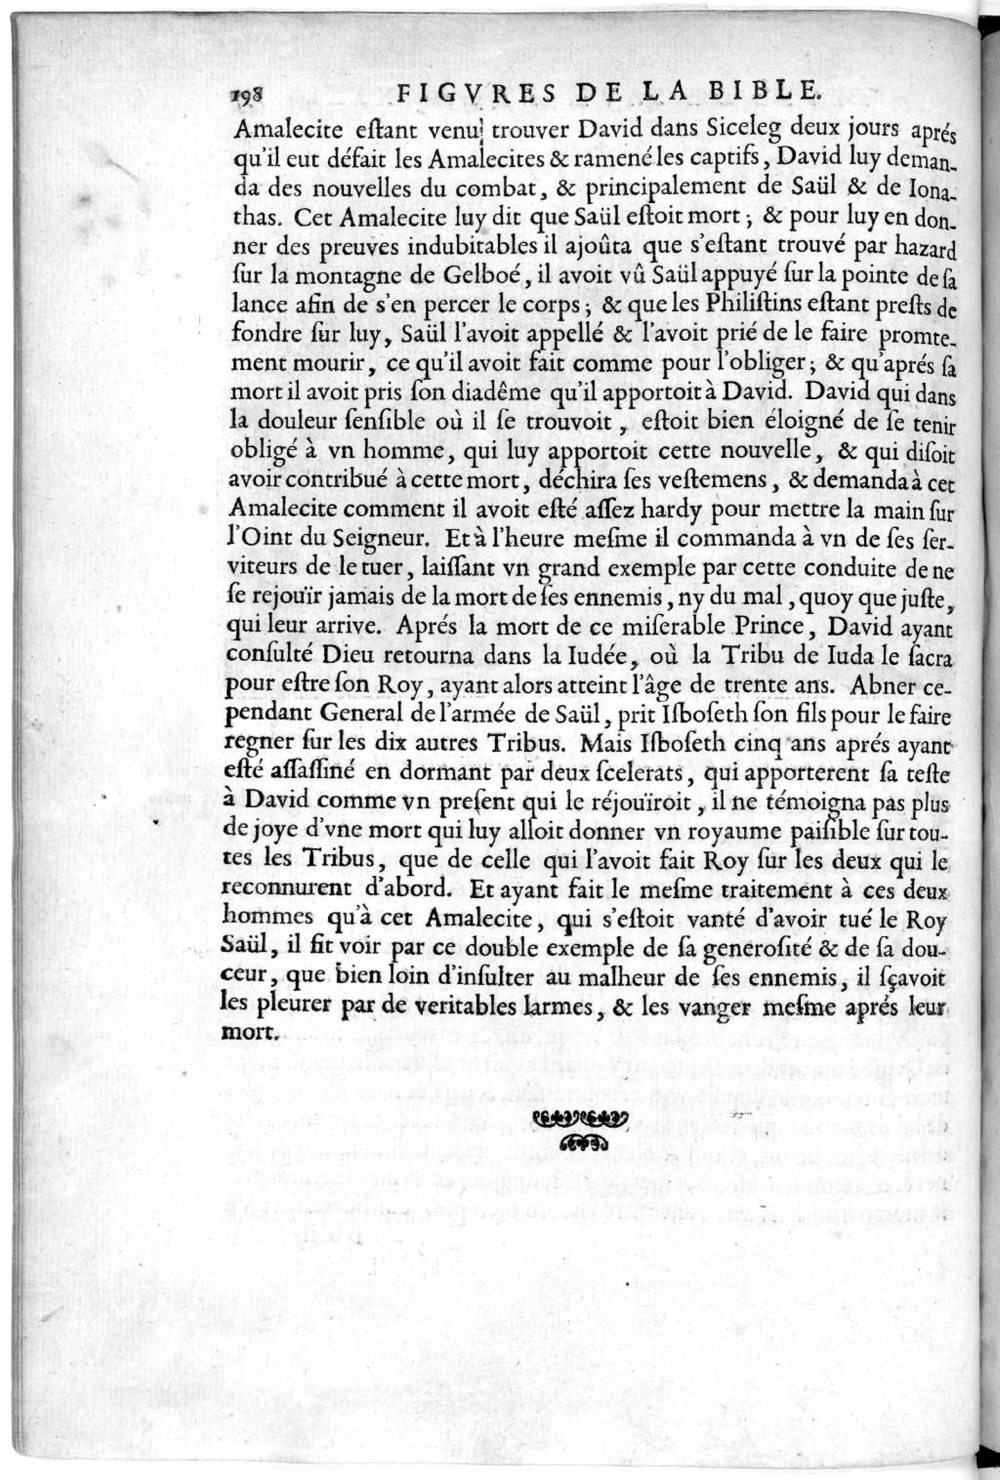 198 FIGVRES DE LA BIBLE.
Amalecite eſtant venu trouver David dans Siceleg deux jours aprés
qu'il eut défait les Amalecites & ramené les captifs, David luy deman-
da des nouvelles du combat, & principalement de Saül & de Iona-
thas. Cet Amalecite luy dit que Saül eſtoit mort; & pour luy en don-
ner des preuves indubitables il ajoûta que s'eſtant trouvé par hazard
ſur la montagne de Gelboé, il avoit vû Saül appuyé ſur la pointe de ſa
lance afin de s'en percer le corps; & que les Philiſtins eſtant preſts de
fondre ſur luy, Saül l'avoit appellé & l'avoit prié de le faire promte-
ment mourir, ce qu'il avoit fait comme pour l'obliger; & qu'aprés ſa
mort il avoit pris ſon diadême qu'il apportoit à David. David qui dans
la douleur ſenſible où il ſe trouvoit, eſtoit bien éloigné de ſe tenir
obligé à vn homme, qui luy apportoit cette nouvelle, & qui diſoit
avoir contribué à cette mort, déchira ſes veſtemens, & demanda à cet
Amalecite comment il avoit eſté aſſez hardy pour mettre la main ſur
l'Oint du Seigneur. Et à l'heure meſme il commanda à vn de ſes ſer-
viteurs de le tuer, laiſſant vn grand exemple par cette conduite de ne
ſe rejouïr jamais de la mort de ſes ennemis, ny du mal, quoy que juſte,
qui leur arrive. Aprés la mort de ce miſerable Prince, David ayant
conſulté Dieu retourna dans la Iudée, où la Tribu de Iuda le ſacra
pour eſtre ſon Roy, ayant alors atteint l'âge de trente ans. Abner ce-
pendant General de l'armée de Saül, prit Iſboſeth ſon fils pour le faire
regner ſur les dix autres Tribus. Mais Iſboſeth cinq ans aprés ayant
eſté aſſaſſiné en dormant par deux ſcelerats, qui apporterent ſa teſte
à David comme vn preſent qui le réjouïroit, il ne témoigna pas plus
de joye d'vne mort qui luy alloit donner vn royaume paiſible ſur tou-
tes les Tribus, que de celle qui l'avoit fait Roy ſur les deux qui le
reconnurent d'abord. Et ayant fait le meſme traitement à ces deux
hommes qu'à cet Amalecite, qui s'eſtoit vanté d'avoir tué le Roy
Saül, il fit voir par ce double exemple de ſa generoſité & de ſa dou-
ceur, que bien loin d'inſulter au malheur de ſes ennemis, il ſçavoit
les pleurer par de veritables larmes, & les vanger meſme aprés leur
mort.